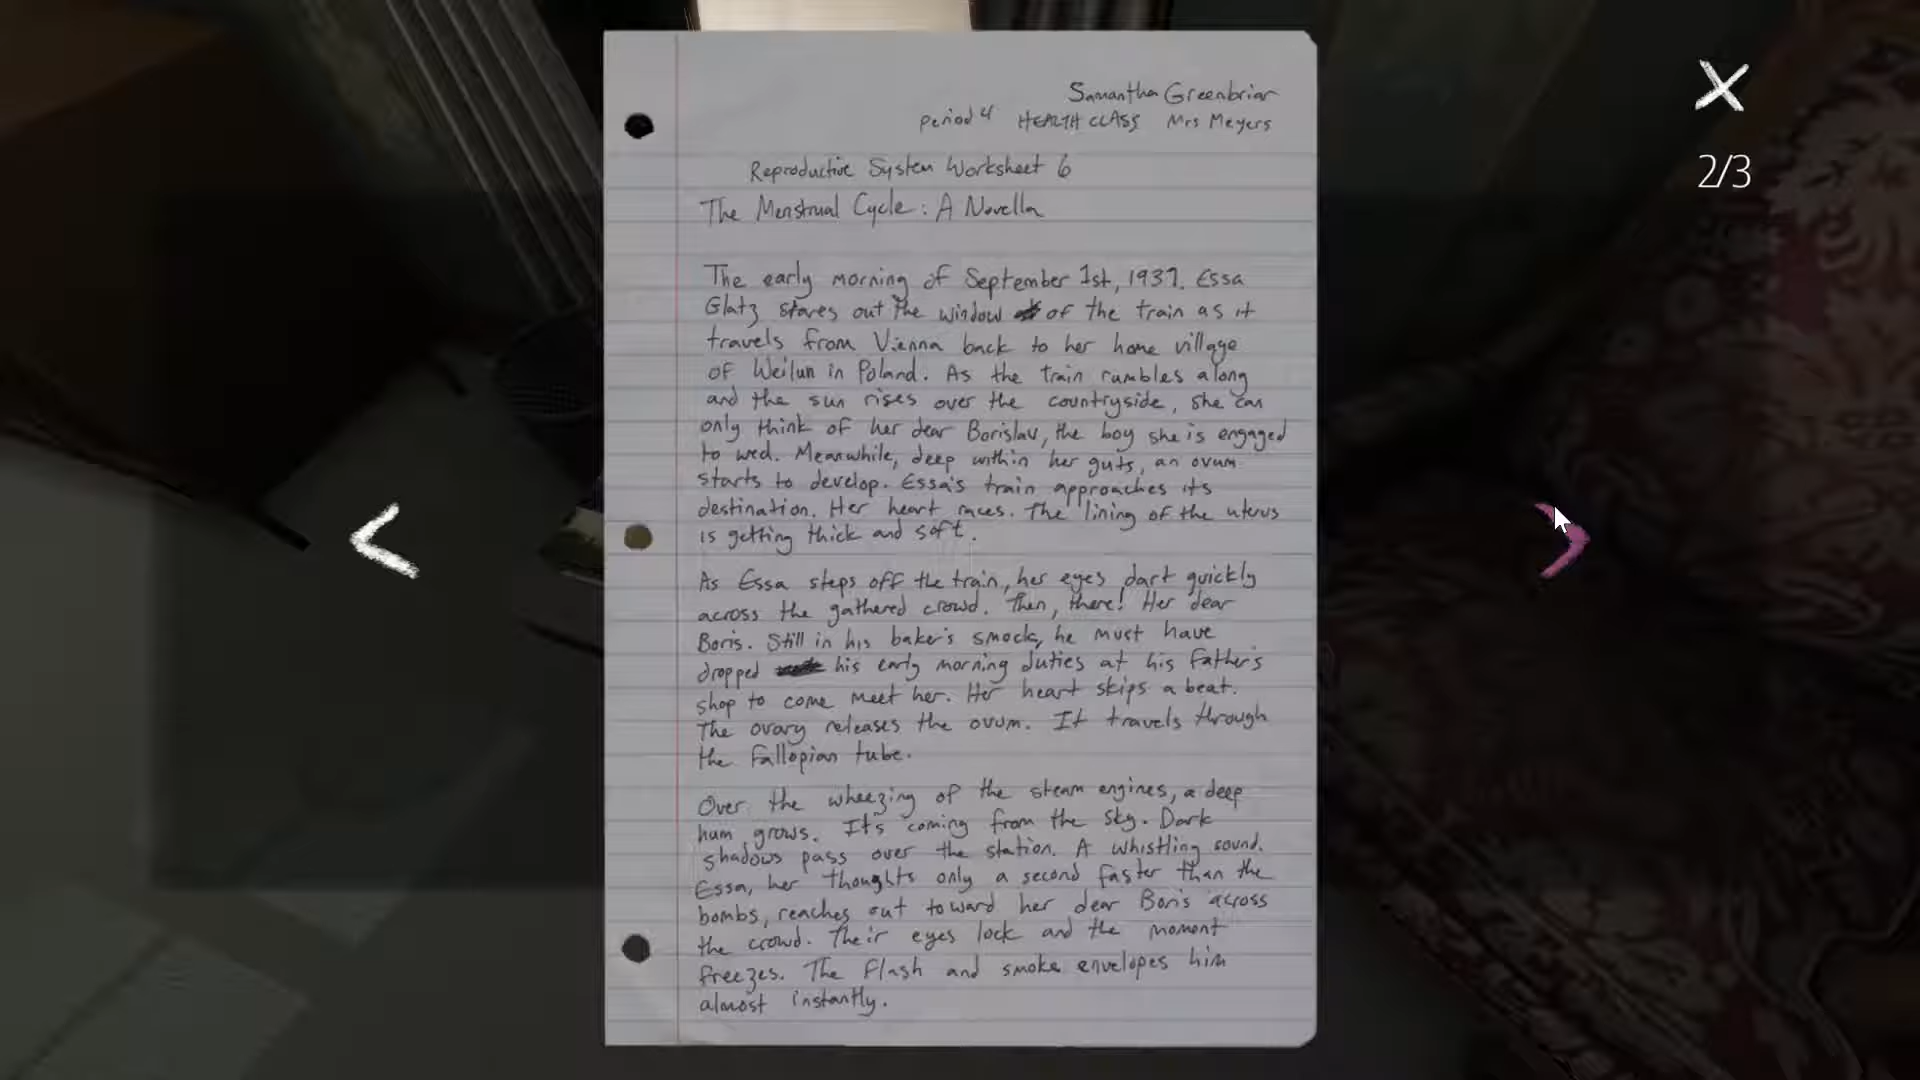 Samantha Greenbriar
period 4 HEALTH CLASS Mrs Meyers
2/3
Reproductive System Worksheet 6
The Menstrual Cycle: A Novella
The early morning of September 1st, 1939. Essa
Glatz stares out the window of the train as it
travels from Vienna back to her home village
of Weilun in Poland. As the train rumbles along
and the sun rises over the countryside, she can
only think of her dear Borislav, the boy she is engaged
to wed. Meanwhile, deep within her guts, an ovum
starts to develop. Essa's train approaches its
destination. Her heart races. The lining of the uterus
is getting thick and soft.
As Essa steps off the train, her eyes dart quickly
across the gathered crowd. Then, there! Her dear
Boris. Still in his baker's smock, he must have
dropped his early morning duties at his father's
shop to come meet her. Her heart skips a beat.
The ovary releases the ovum. It travels through
the fallopian tube.
Over the wheezing of the steam engines, a deep
hum grows. It's coming from the sky. Dark
shadows pass over the station. A whistling sound.
Essa, her thoughts only a second faster than the
bombs, reaches out toward her dear Boris across
the crowd. Their eyes lock and the moment
freezes. The flash and smoke envelopes him
almost instantly.